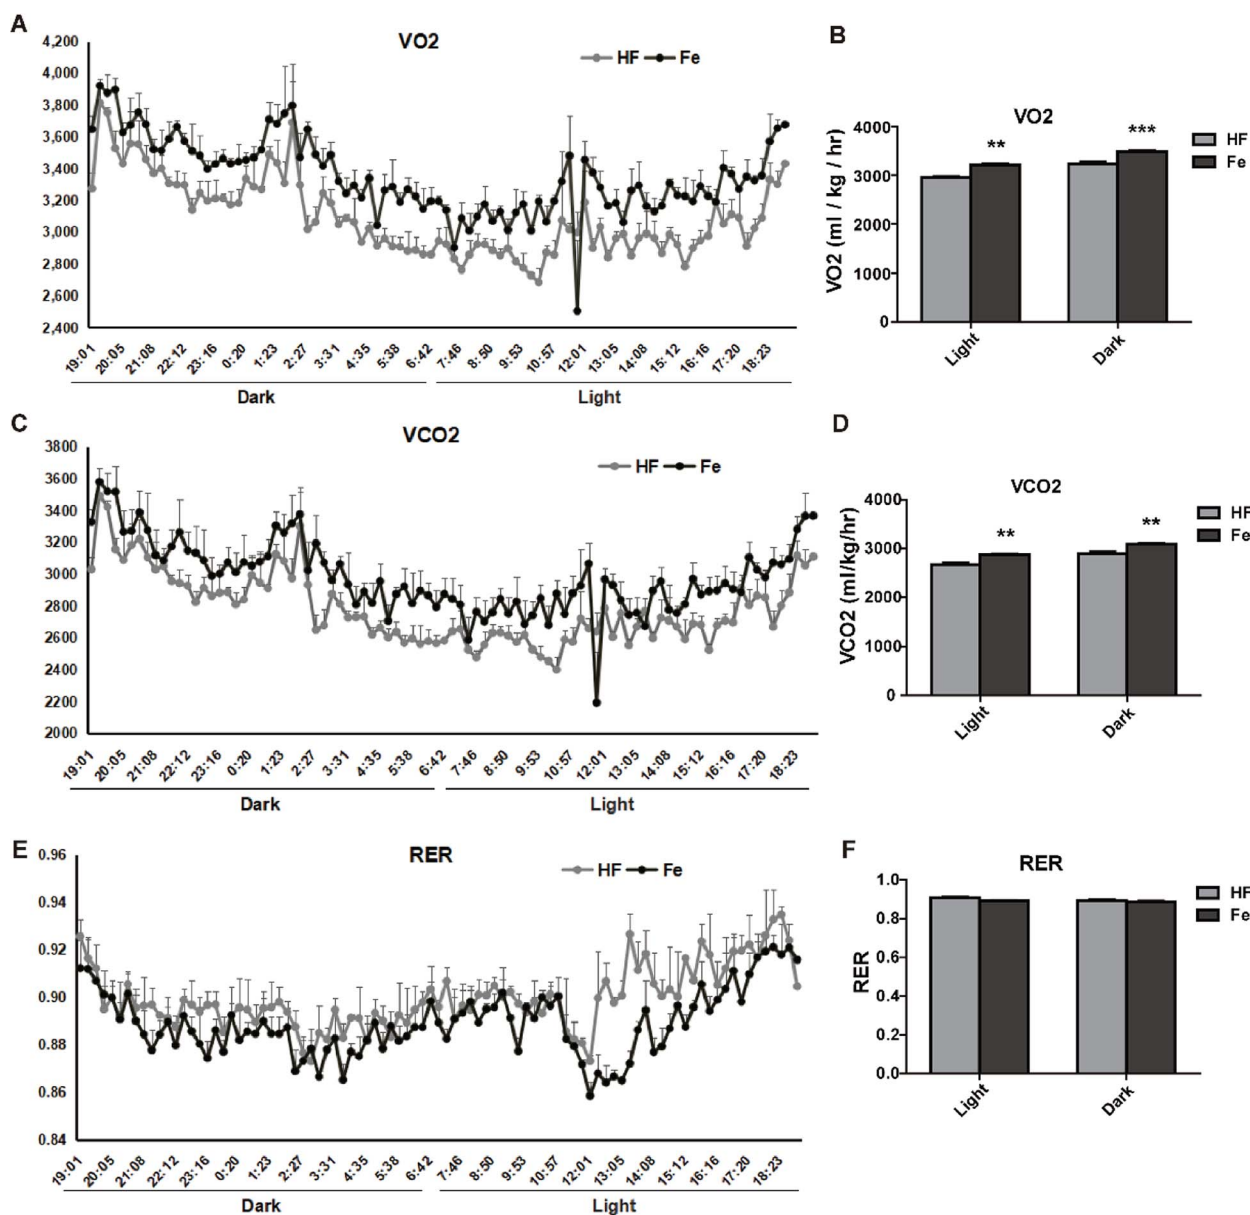 A
VO2
HF Fe
4,200
4,000
3,800
3,600
3,400
3,200
3,000
2,800
2,600
2,400
19:01 20:05 21:08 22:12 23:16 0:20 1:23 2:27 3:31 4:35 5:38 6:42 7:46 8:50 9:53 10:57 12:01 13:05 14:08 15:12 16:16 17:20 18:23
Dark Light
B
VO2
HF
Fe
** ***
VO2 (ml / kg / hr)
4000
3000
2000
1000
0
Light Dark
C
VCO2
HF Fe
3800
3600
3400
3200
3000
2800
2600
2400
2200
2000
19:01 20:05 21:08 22:12 23:16 0:20 1:23 2:27 3:31 4:35 5:38 6:42 7:46 8:50 9:53 10:57 12:01 13:05 14:08 15:12 16:16 17:20 18:23
Dark Light
D
VCO2
HF
Fe
** **
VCO2 (ml/kg/hr)
4000
3000
2000
1000
0
Light Dark
E
RER
HF Fe
0.96
0.94
0.92
0.90
0.88
0.86
0.84
19:01 20:05 21:08 22:12 23:16 0:20 1:23 2:27 3:31 4:35 5:38 6:42 7:46 8:50 9:53 10:57 12:01 13:05 14:08 15:12 16:16 17:20 18:23
Dark Light
F
RER
HF
Fe
RER
1.0
0.8
0.6
0.4
0.2
0.0
Light Dark